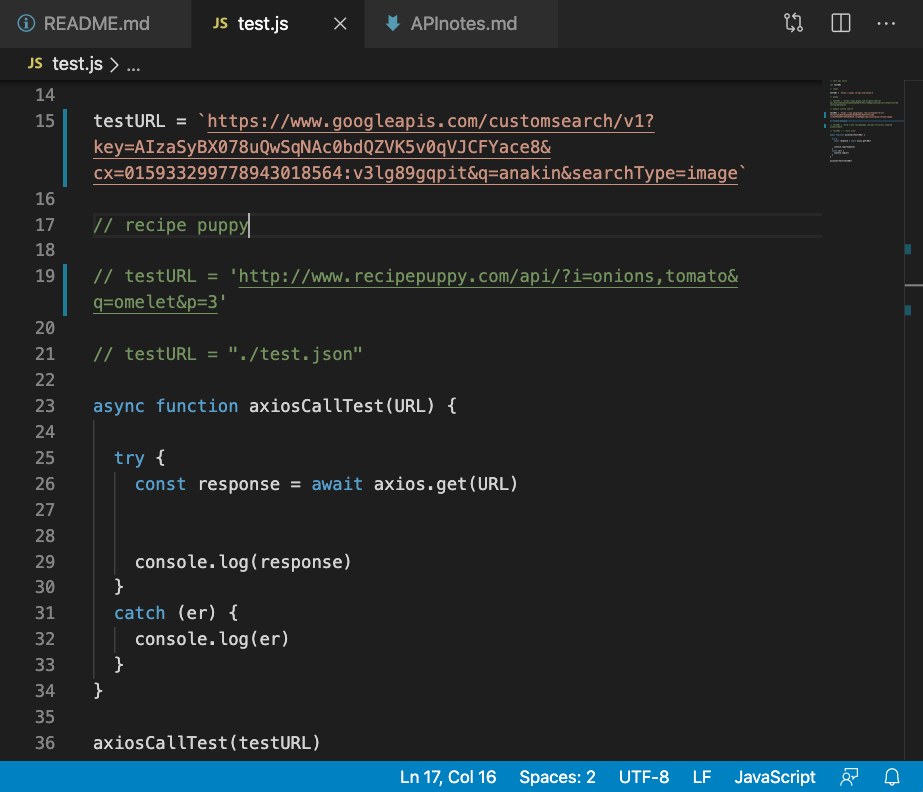 README.md JS test.js APInotes.md
JS test.js > ...
14
15 testURL = `https://www.googleapis.com/customsearch/v1?
key=AIzaSyBX078uQwSqNAc0bdQZVK5v0qVJCFYace8&
cx=015933299778943018564:v3lg89gqpit&q=anakin&searchType=image`
16
17 // recipe puppy
18
19 // testURL = 'http://www.recipepuppy.com/api/?i=onions,tomato&
q=omelet&p=3'
20
21 // testURL = "./test.json"
22
23 async function axiosCallTest(URL) {
24
25 try {
26 const response = await axios.get(URL)
27
28
29 console.log(response)
30 }
31 catch (er) {
32 console.log(er)
33 }
34 }
35
36 axiosCallTest(testURL)
Ln 17, Col 16 Spaces: 2 UTF-8 LF JavaScript